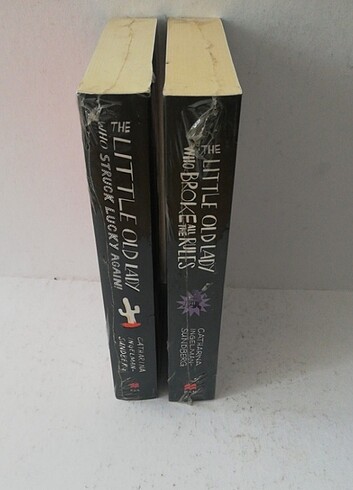 THE LITTLE OLD LADY
WHO STRUCK LUCKY AGAIN!
CATHARINA
INGELMAN-
SUNDBERG
THE LITTLE OLD LADY
WHO BROKE ALL THE RULES
CATHARINA
INGELMAN-
SUNDBERG